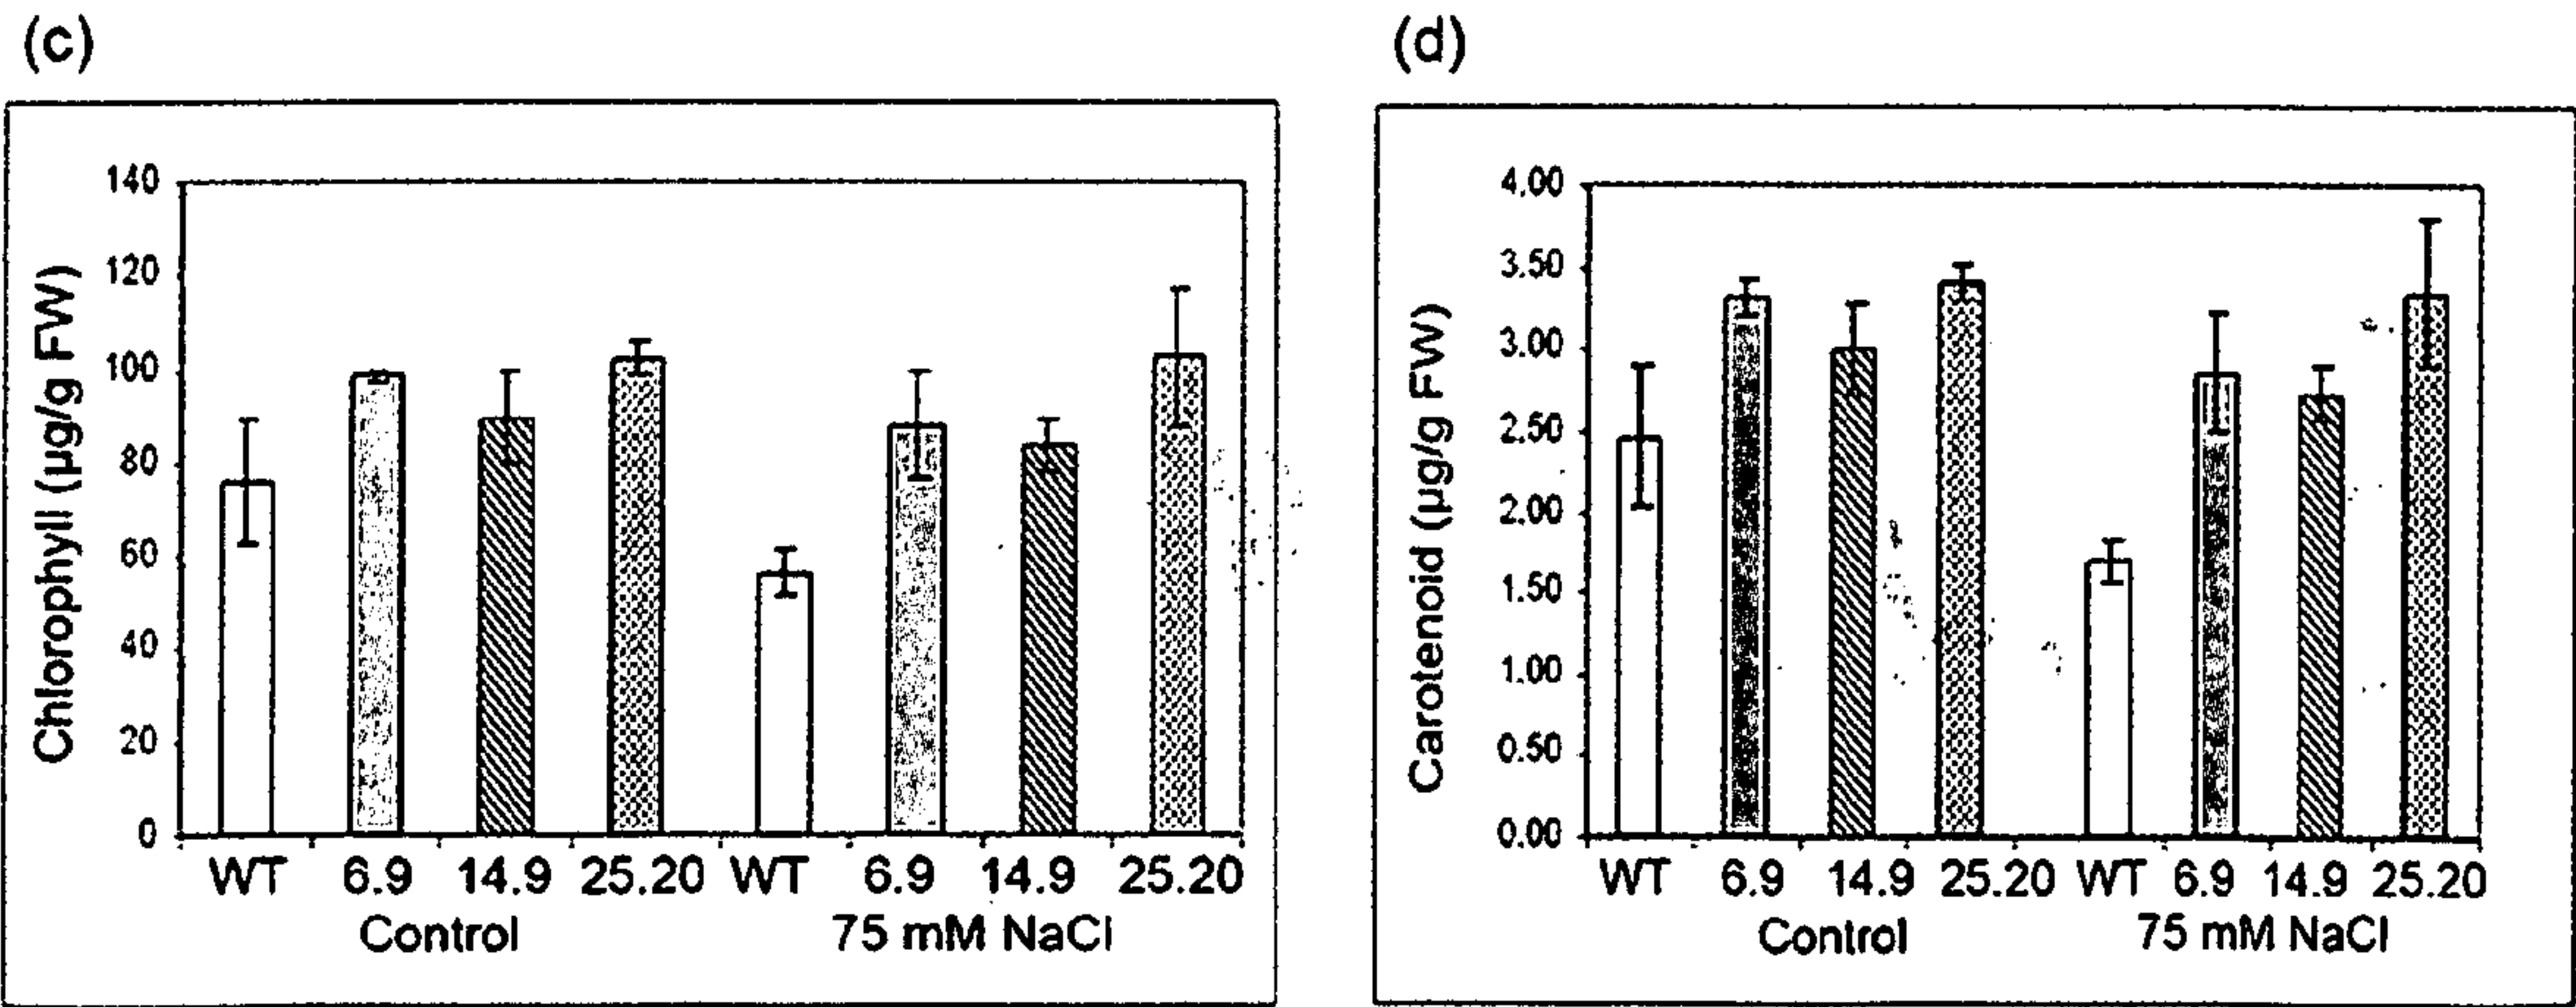 (c)
Chlorophyll (µg/g FW)
140
120
100
80
60
40
20
0
WT 6.9 14.9 25.20 WT 6.9 14.9 25.20
Control 75 mM NaCl
(d)
Carotenoid (µg/g FW)
4.00
3.50
3.00
2.50
2.00
1.50
1.00
0.50
0.00
WT 6.9 14.9 25.20 WT 6.9 14.9 25.20
Control 75 mM NaCl